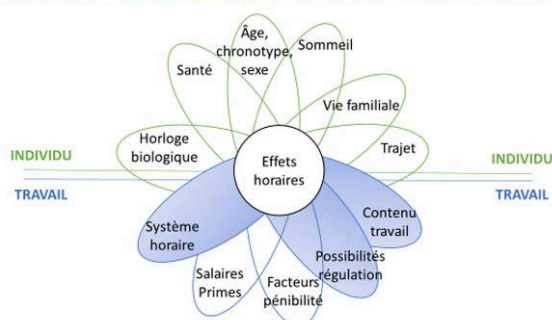 Âge,
chronotype,
sexe
Sommeil
Santé
Vie familiale
Horloge
biologique
Effets
horaires
Trajet
INDIVIDU
INDIVIDU
TRAVAIL
TRAVAIL
Système
horaire
Contenu
travail
Salaires
Primes
Facteurs
pénibilité
Possibilités
régulation